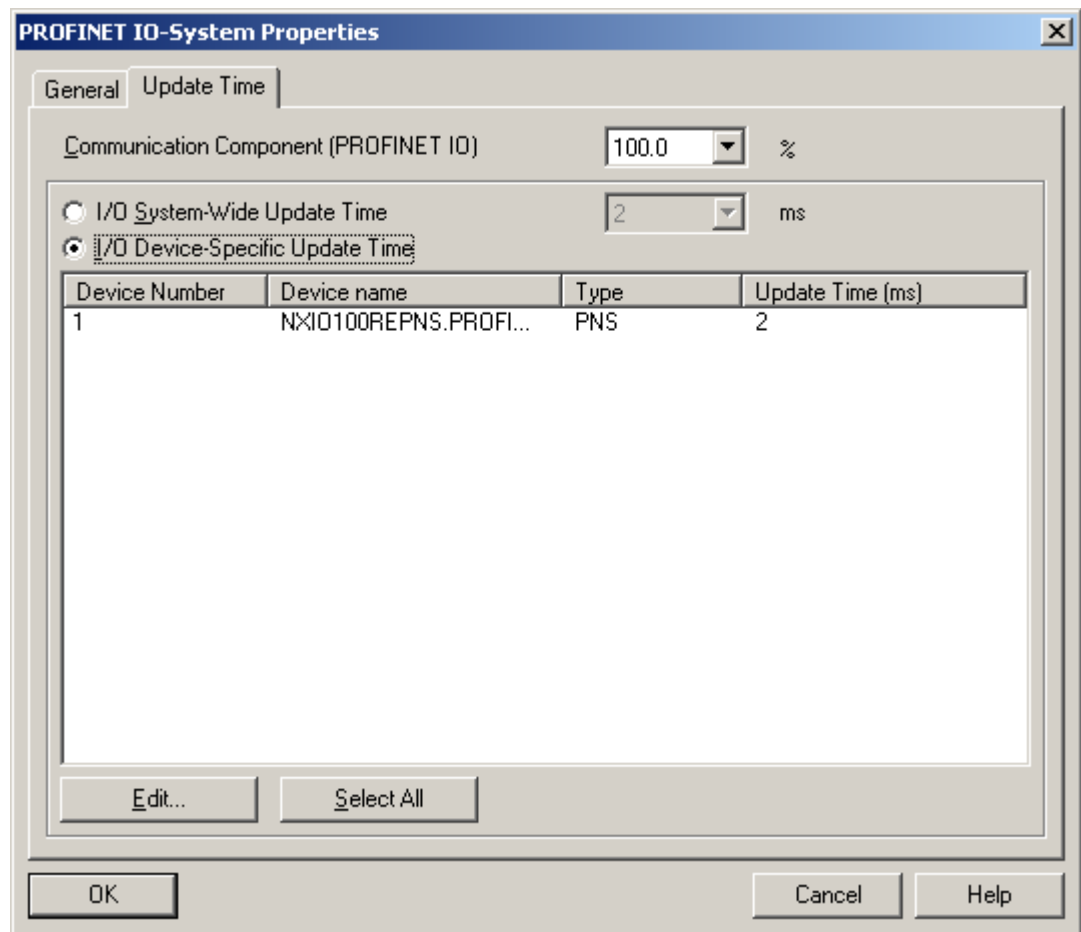 PROFINET IO-System Properties
General Update Time
Communication Component (PROFINET IO) 100.0 %
I/O System-Wide Update Time 2 ms
I/O Device-Specific Update Time
Device Number Device name Type Update Time (ms)
1 NXIO100REPNS.PROFI... PNS 2
Edit... Select All
OK Cancel Help